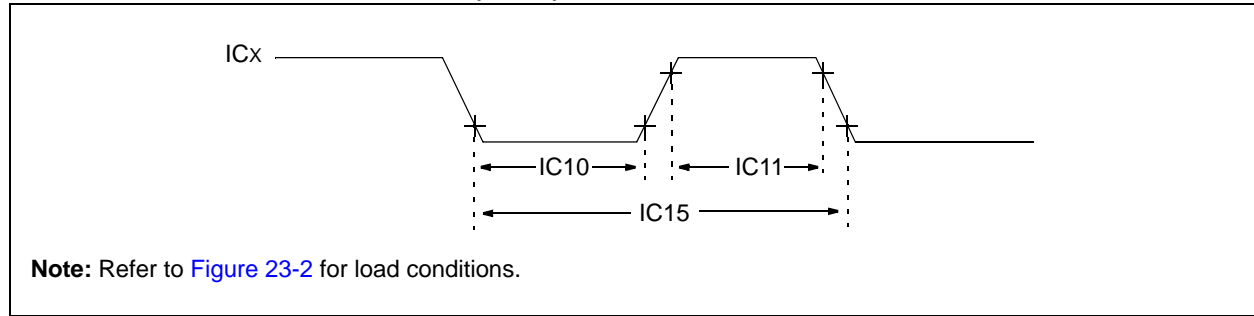 ICx
IC10
IC11
IC15
Note: Refer to Figure 23-2 for load conditions.